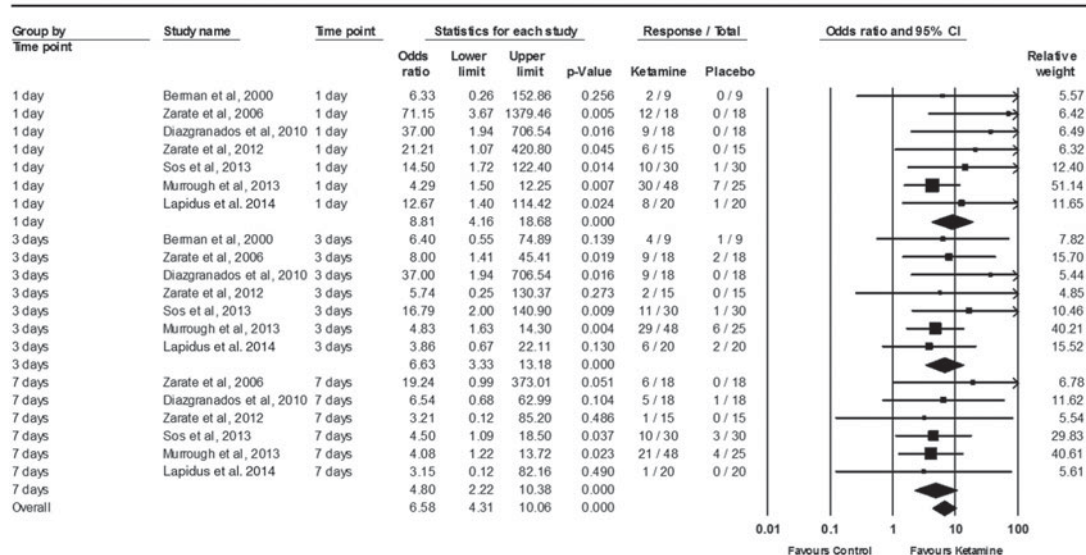 Group by Study name Time point Statistics for each study Response / Total Odds ratio and 95% CI
Time point
Odds ratio Lower limit Upper limit p-Value Ketamine Placebo Relative weight
1 day Berman et al, 2000 1 day 6.33 0.26 152.86 0.256 2 / 9 0 / 9 5.57
1 day Zarate et al, 2006 1 day 71.15 3.67 1379.46 0.005 12 / 18 0 / 18 6.42
1 day Diazgranados et al, 2010 1 day 37.00 1.94 706.54 0.016 9 / 18 0 / 18 6.49
1 day Zarate et al, 2012 1 day 21.21 1.07 420.80 0.045 6 / 15 0 / 15 6.32
1 day Sos et al, 2013 1 day 14.50 1.72 122.40 0.014 10 / 30 1 / 30 12.40
1 day Murrough et al, 2013 1 day 4.29 1.50 12.25 0.007 30 / 48 7 / 25 51.14
1 day Lapidus et al. 2014 1 day 12.67 1.40 114.42 0.024 8 / 20 1 / 20 11.65
1 day 8.81 4.16 18.68 0.000
3 days Berman et al, 2000 3 days 6.40 0.55 74.89 0.139 4 / 9 1 / 9 7.82
3 days Zarate et al, 2006 3 days 8.00 1.41 45.41 0.019 9 / 18 2 / 18 15.70
3 days Diazgranados et al, 2010 3 days 37.00 1.94 706.54 0.016 9 / 18 0 / 18 5.44
3 days Zarate et al, 2012 3 days 5.74 0.25 130.37 0.273 2 / 15 0 / 15 4.85
3 days Sos et al, 2013 3 days 16.79 2.00 140.90 0.009 11 / 30 1 / 30 10.46
3 days Murrough et al, 2013 3 days 4.83 1.63 14.30 0.004 29 / 48 6 / 25 40.21
3 days Lapidus et al. 2014 3 days 3.86 0.67 22.11 0.130 6 / 20 2 / 20 15.52
3 days 6.63 3.33 13.18 0.000
7 days Zarate et al, 2006 7 days 19.24 0.99 373.01 0.051 6 / 18 0 / 18 6.78
7 days Diazgranados et al, 2010 7 days 6.54 0.68 62.99 0.104 5 / 18 1 / 18 11.62
7 days Zarate et al, 2012 7 days 3.21 0.12 85.20 0.486 1 / 15 0 / 15 5.54
7 days Sos et al, 2013 7 days 4.50 1.09 18.50 0.037 10 / 30 3 / 30 29.83
7 days Murrough et al, 2013 7 days 4.08 1.22 13.72 0.023 21 / 48 4 / 25 40.61
7 days Lapidus et al. 2014 7 days 3.15 0.12 82.16 0.490 1 / 20 0 / 20 5.61
7 days 4.80 2.22 10.38 0.000
Overall 6.58 4.31 10.06 0.000
0.01 0.1 1 10 100
Favours Control Favours Ketamine